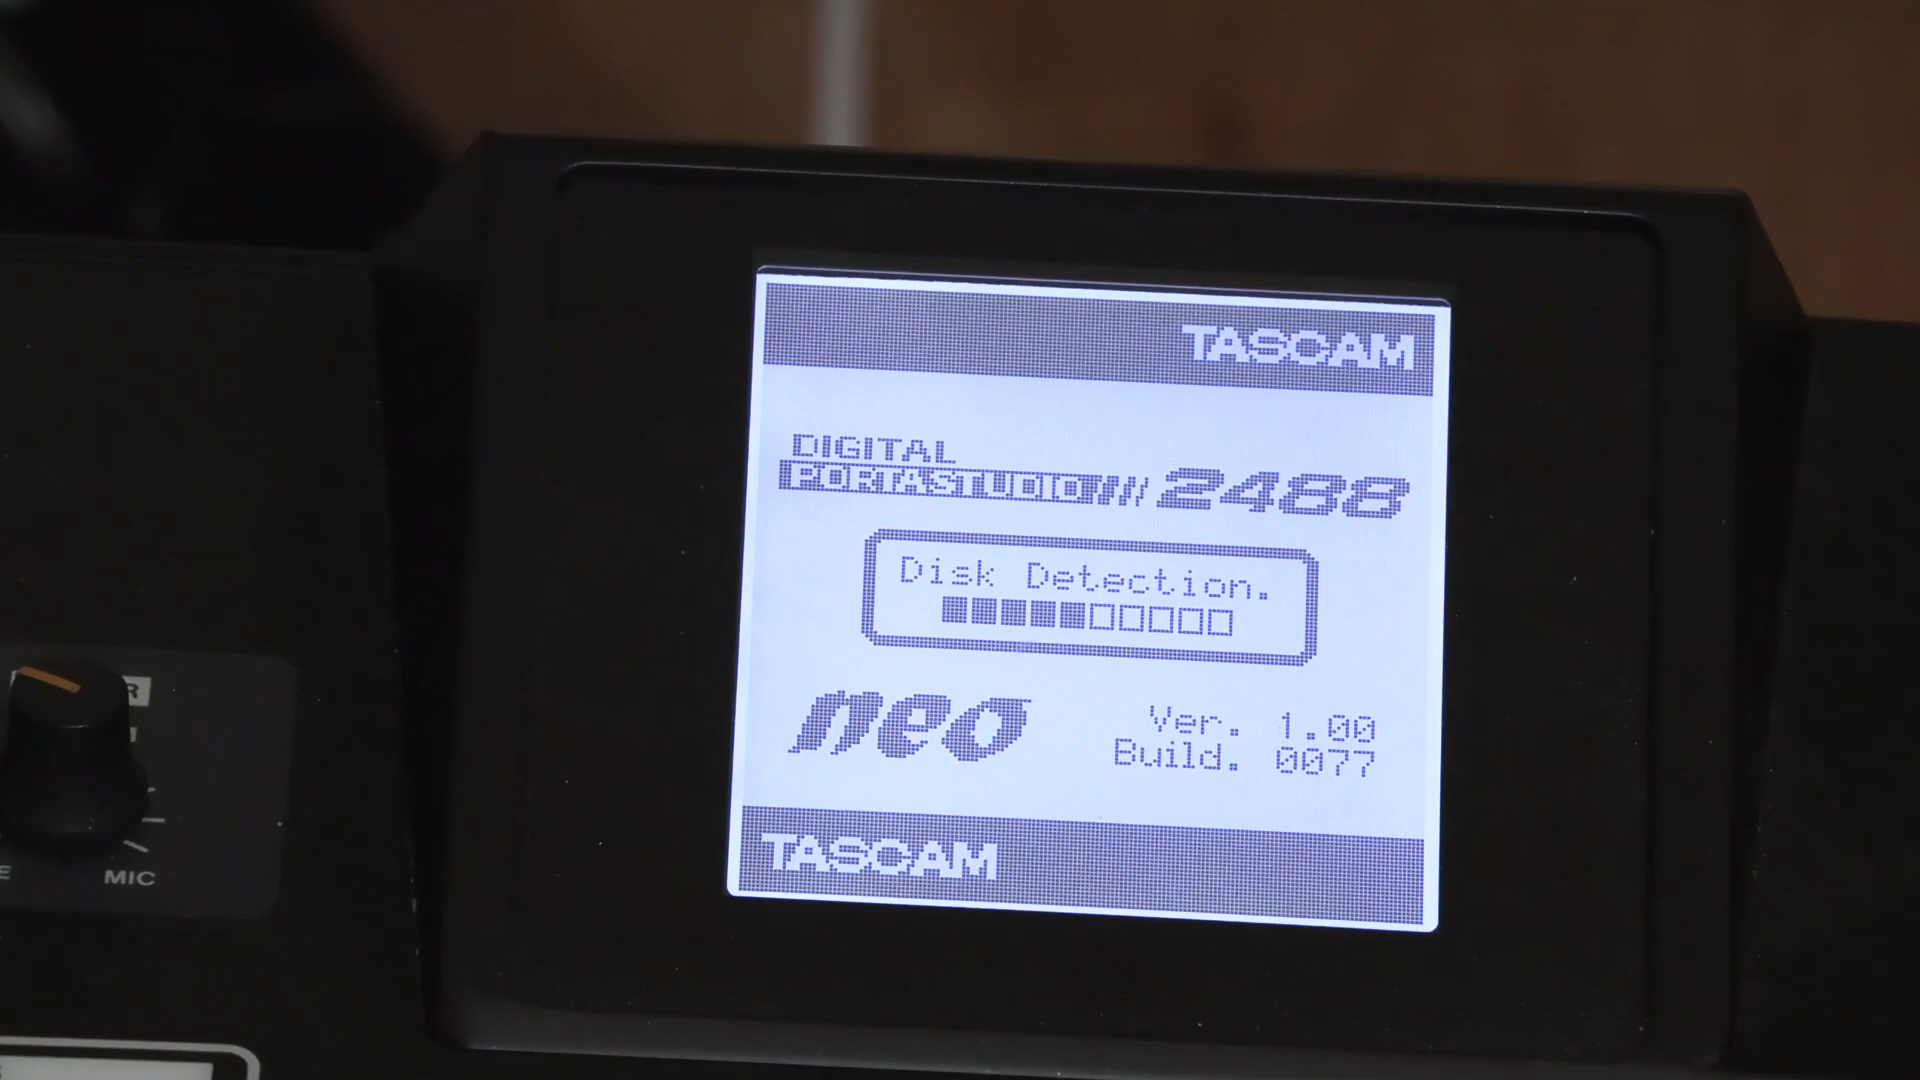 TASCAM
DIGITAL
PORTASTUDIO 2488
Disk Detection.
neo
Ver. 1.00
Build. 0077
TASCAM
MIC